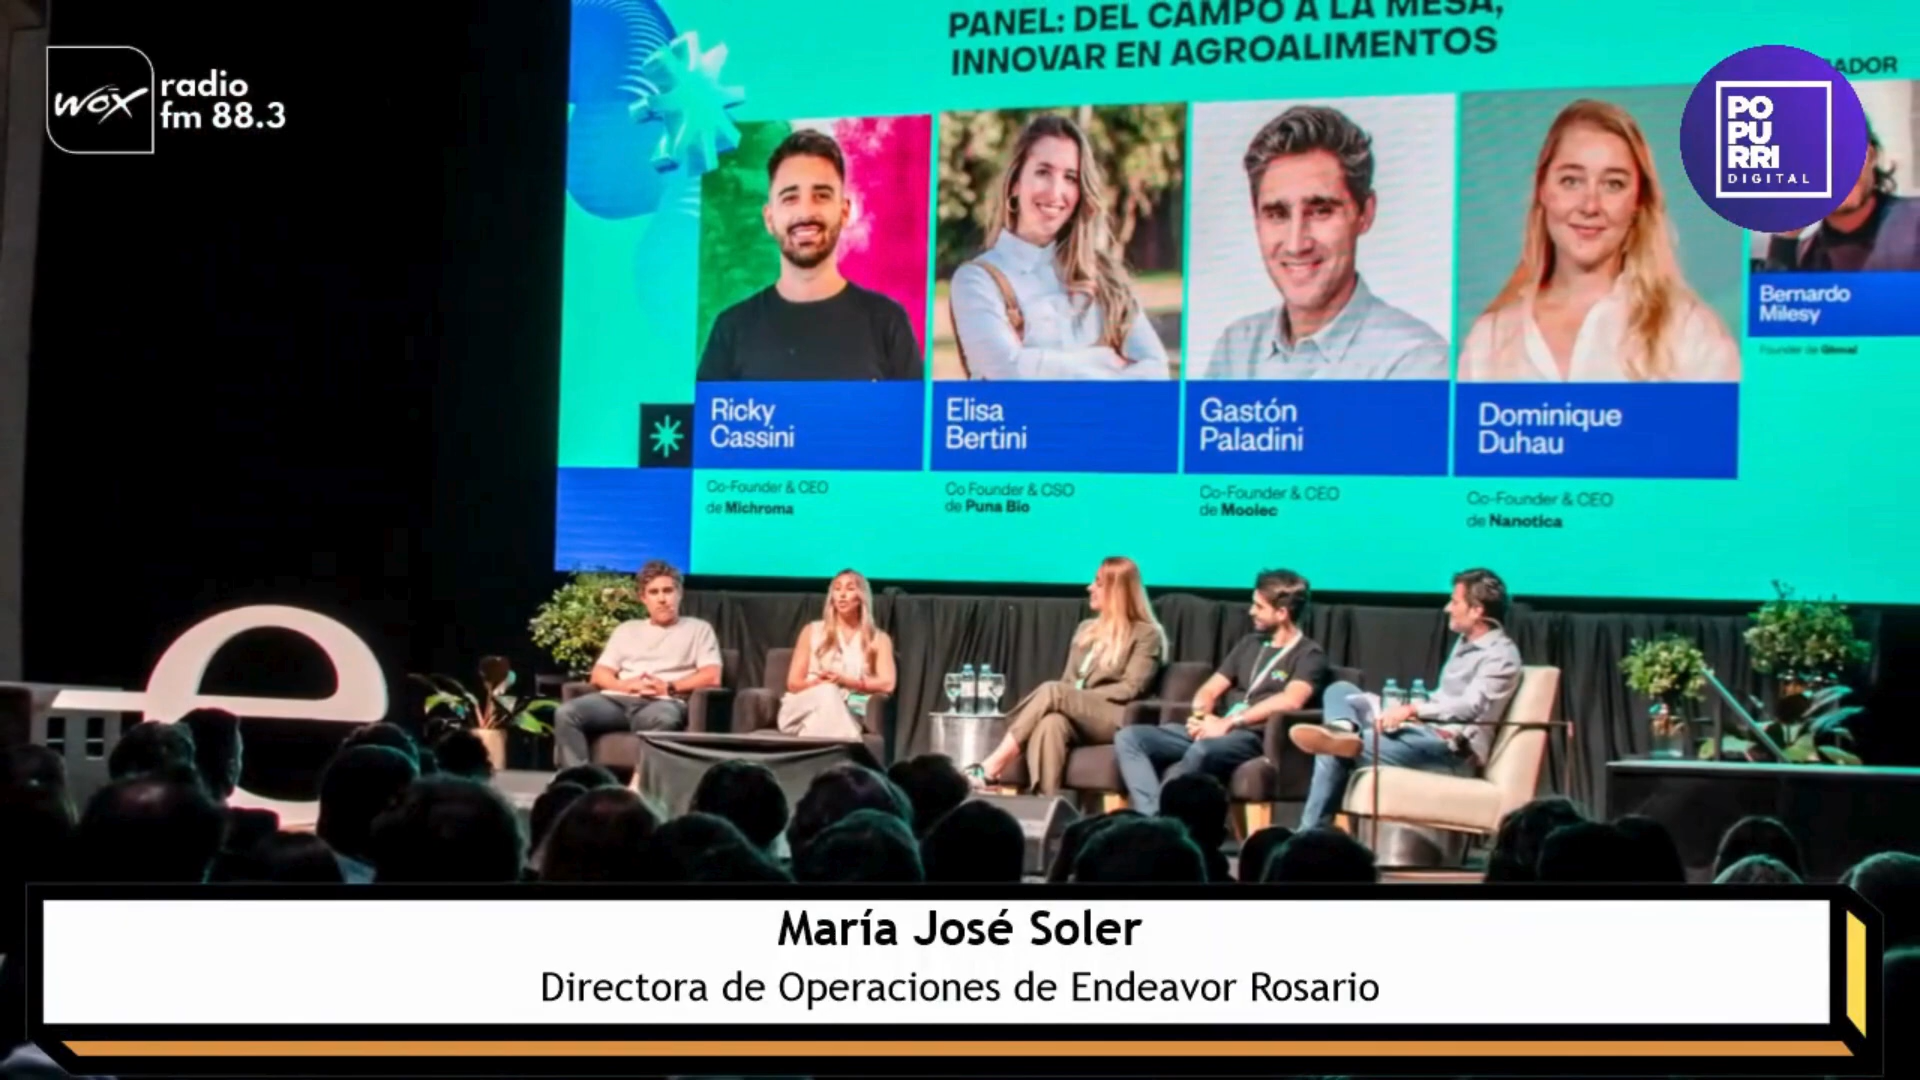 wox
radio
fm 88.3
PANEL: DEL CAMPO A LA MESA,
INNOVAR EN AGROALIMENTOS
PO
PU
RRI
DIGITAL
Ricky
Cassini
Co-Founder & CEO
de Michroma
Elisa
Bertini
Co Founder & CSO
de Puna Bio
Gastón
Paladini
Co-Founder & CEO
de Moolec
Dominique
Duhau
Co-Founder & CEO
de Nanotica
Bernardo
Milesy
e
María José Soler
Directora de Operaciones de Endeavor Rosario